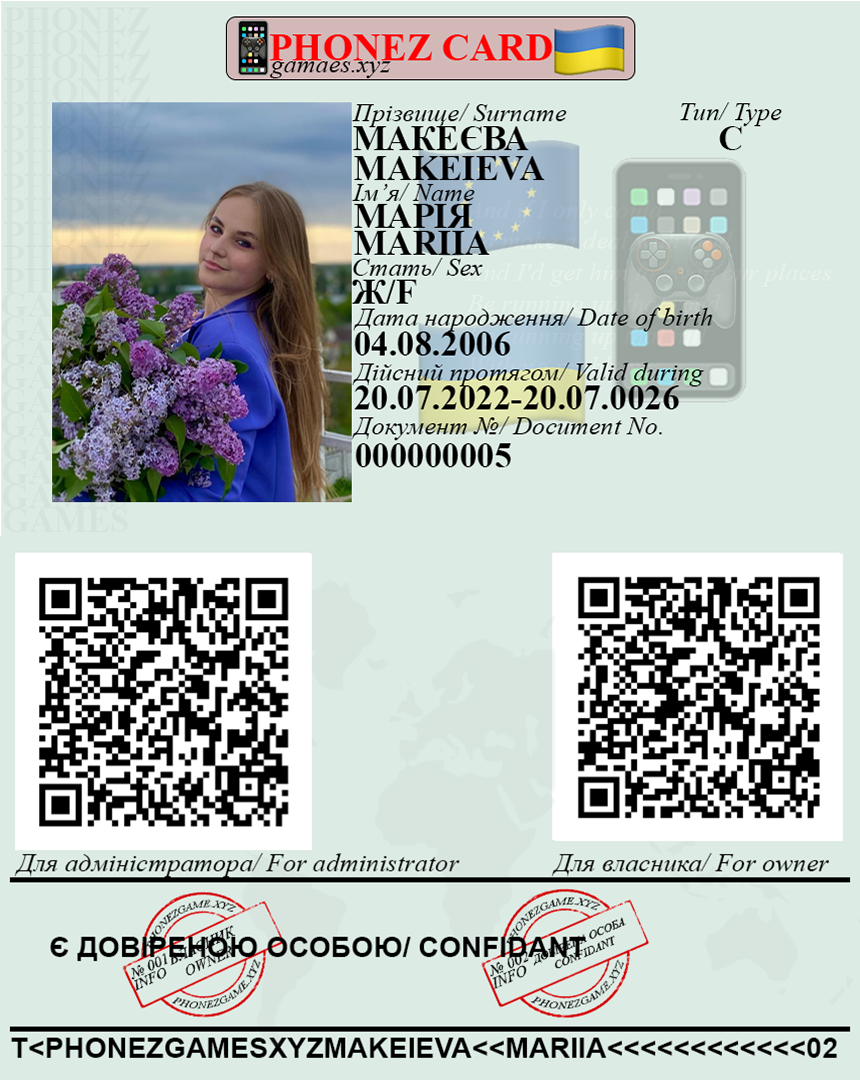 PHONEZ CARD
gamaes.xyz
Прізвище/ Surname
Тип/ Type
МАКЕЄВА
C
MAKEIEVA
Ім’я/ Name
МАРІЯ
MARIIA
Стать/ Sex
Ж/F
Дата народження/ Date of birth
04.08.2006
Дійсний протягом/ Valid during
20.07.2022-20.07.0026
Документ №/ Document No.
000000005
GAMES
Для адміністратора/ For administrator
Для власника/ For owner
PHONEZGAME.XYZ
№ 001 ВЛАСНИК
INFO OWNER
PHONEZGAME.XYZ
PHONEZGAME.XYZ
№ 002 ДОВІРЕНА ОСОБА
INFO CONFIDANT
PHONEZGAME.XYZ
Є ДОВІРЕНОЮ ОСОБОЮ/ CONFIDANT
T<PHONEZGAMESXYZMAKEIEVA<<MARIIA<<<<<<<<<<<<02